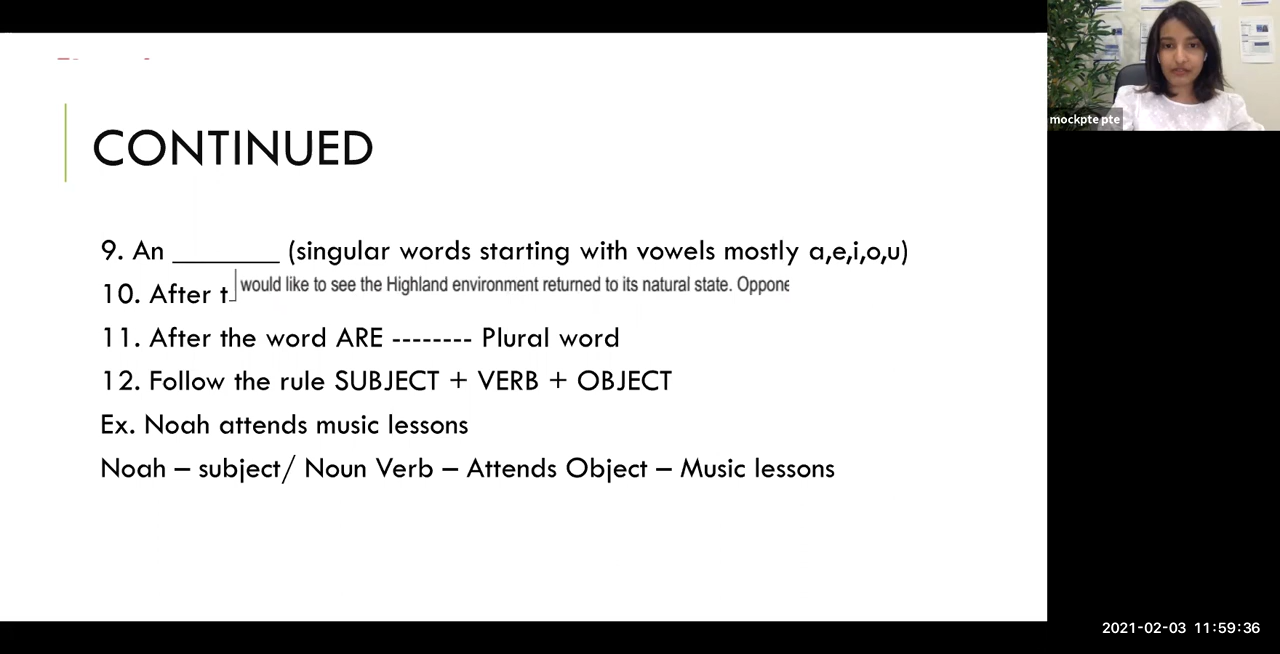 CONTINUED
9. An ________ (singular words starting with vowels mostly a,e,i,o,u)
10. After
would like to see the Highland environment returned to its natural state.
11. After the word ARE -------- Plural word
12. Follow the rule SUBJECT + VERB + OBJECT
Ex. Noah attends music lessons
Noah – subject/ Noun Verb – Attends Object – Music lessons
mockpte pte
2021-02-03 11:59:36